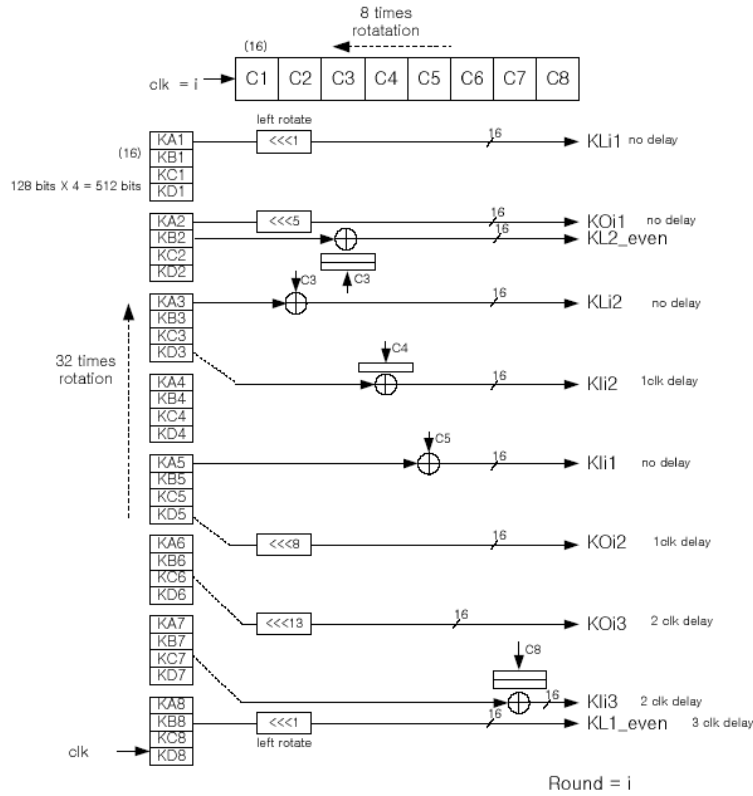 8 times
rotatation
(16)
clk = i
C1 C2 C3 C4 C5 C6 C7 C8
left rotate
(16)
KA1
KB1
KC1
KD1
<<<1
16
KLi1 no delay
128 bits X 4 = 512 bits
KA2
KB2
KC2
KD2
<<<5
16
KOi1 no delay
16
KL2_even
C3
C3
KA3
KB3
KC3
KD3
16
KLi2 no delay
32 times
rotation
C4
KA4
KB4
KC4
KD4
16
KIi2 1clk delay
C5
KA5
KB5
KC5
KD5
16
KIi1 no delay
KA6
KB6
KC6
KD6
<<<8
16
KOi2 1clk delay
KA7
KB7
KC7
KD7
<<<13
16
KOi3 2 clk delay
C8
16
KIi3 2 clk delay
KA8
KB8
KC8
KD8
<<<1
16
KL1_even 3 clk delay
left rotate
clk
Round = i